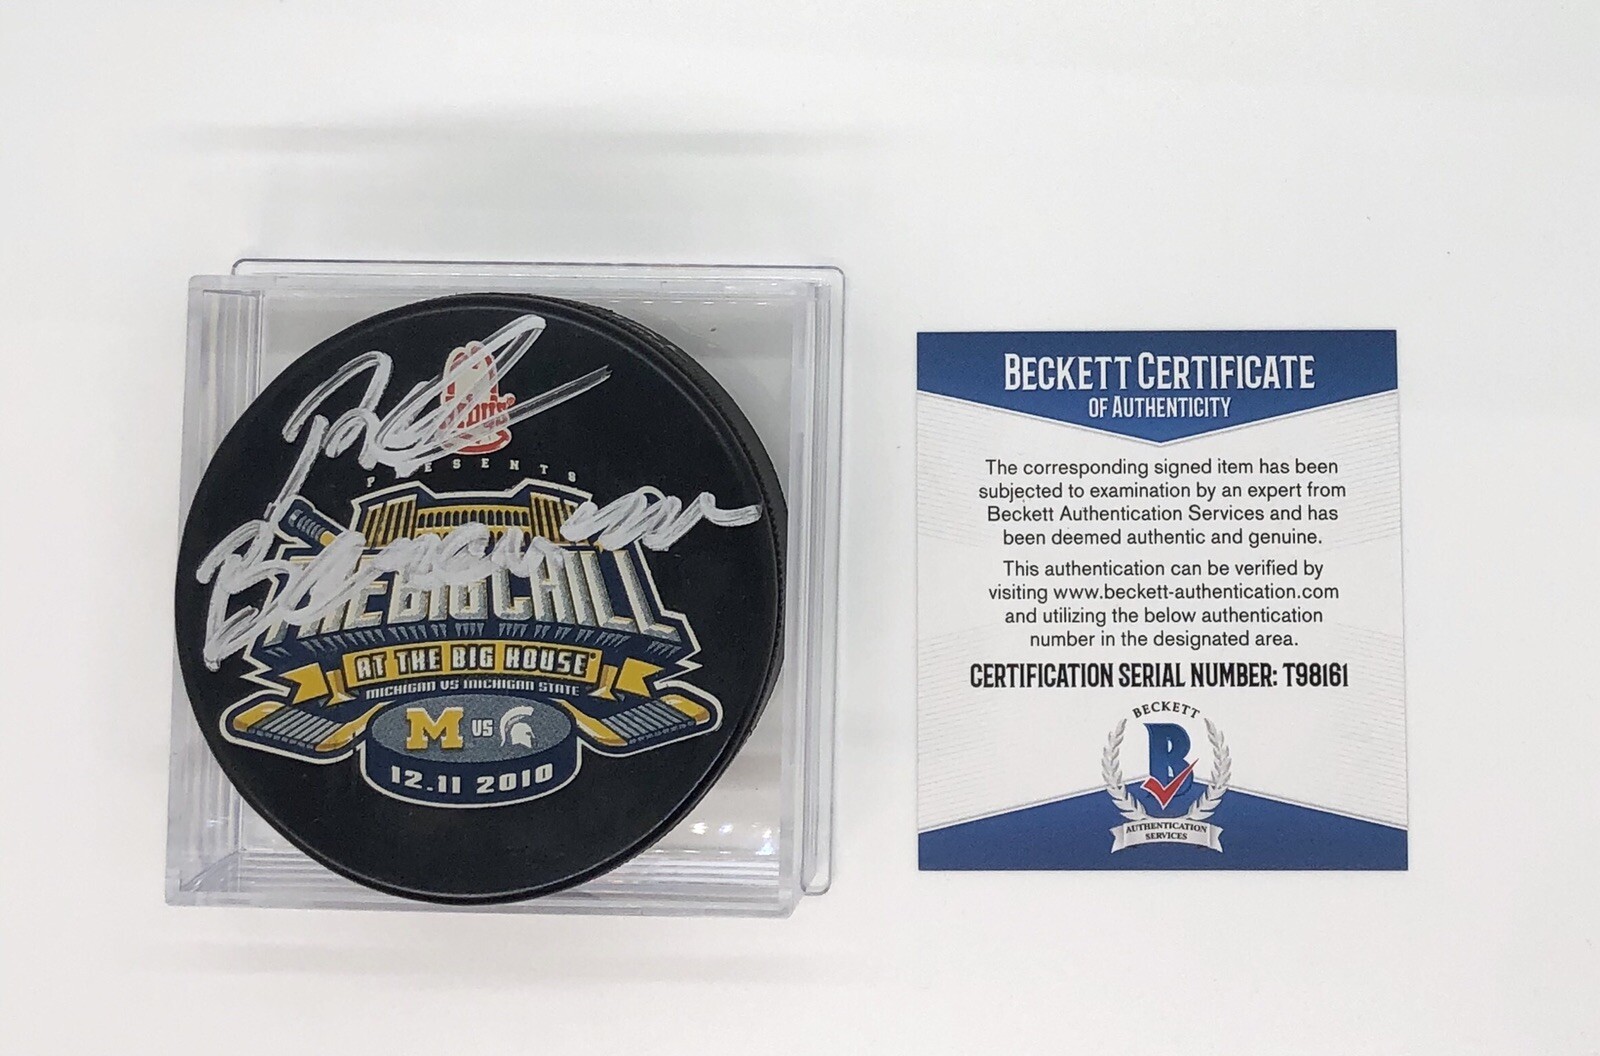 PRESENTS
THE BIG CHILL
AT THE BIG HOUSE
MICHIGAN VS MICHIGAN STATE
M VS
12.11 2010
BECKETT CERTIFICATE
OF AUTHENTICITY
The corresponding signed item has been
subjected to examination by an expert from
Beckett Authentication Services and has
been deemed authentic and genuine.
This authentication can be verified by
visiting www.beckett-authentication.com
and utilizing the below authentication
number in the designated area.
CERTIFICATION SERIAL NUMBER: T98161
BECKETT
B
AUTHENTICATION
SERVICES